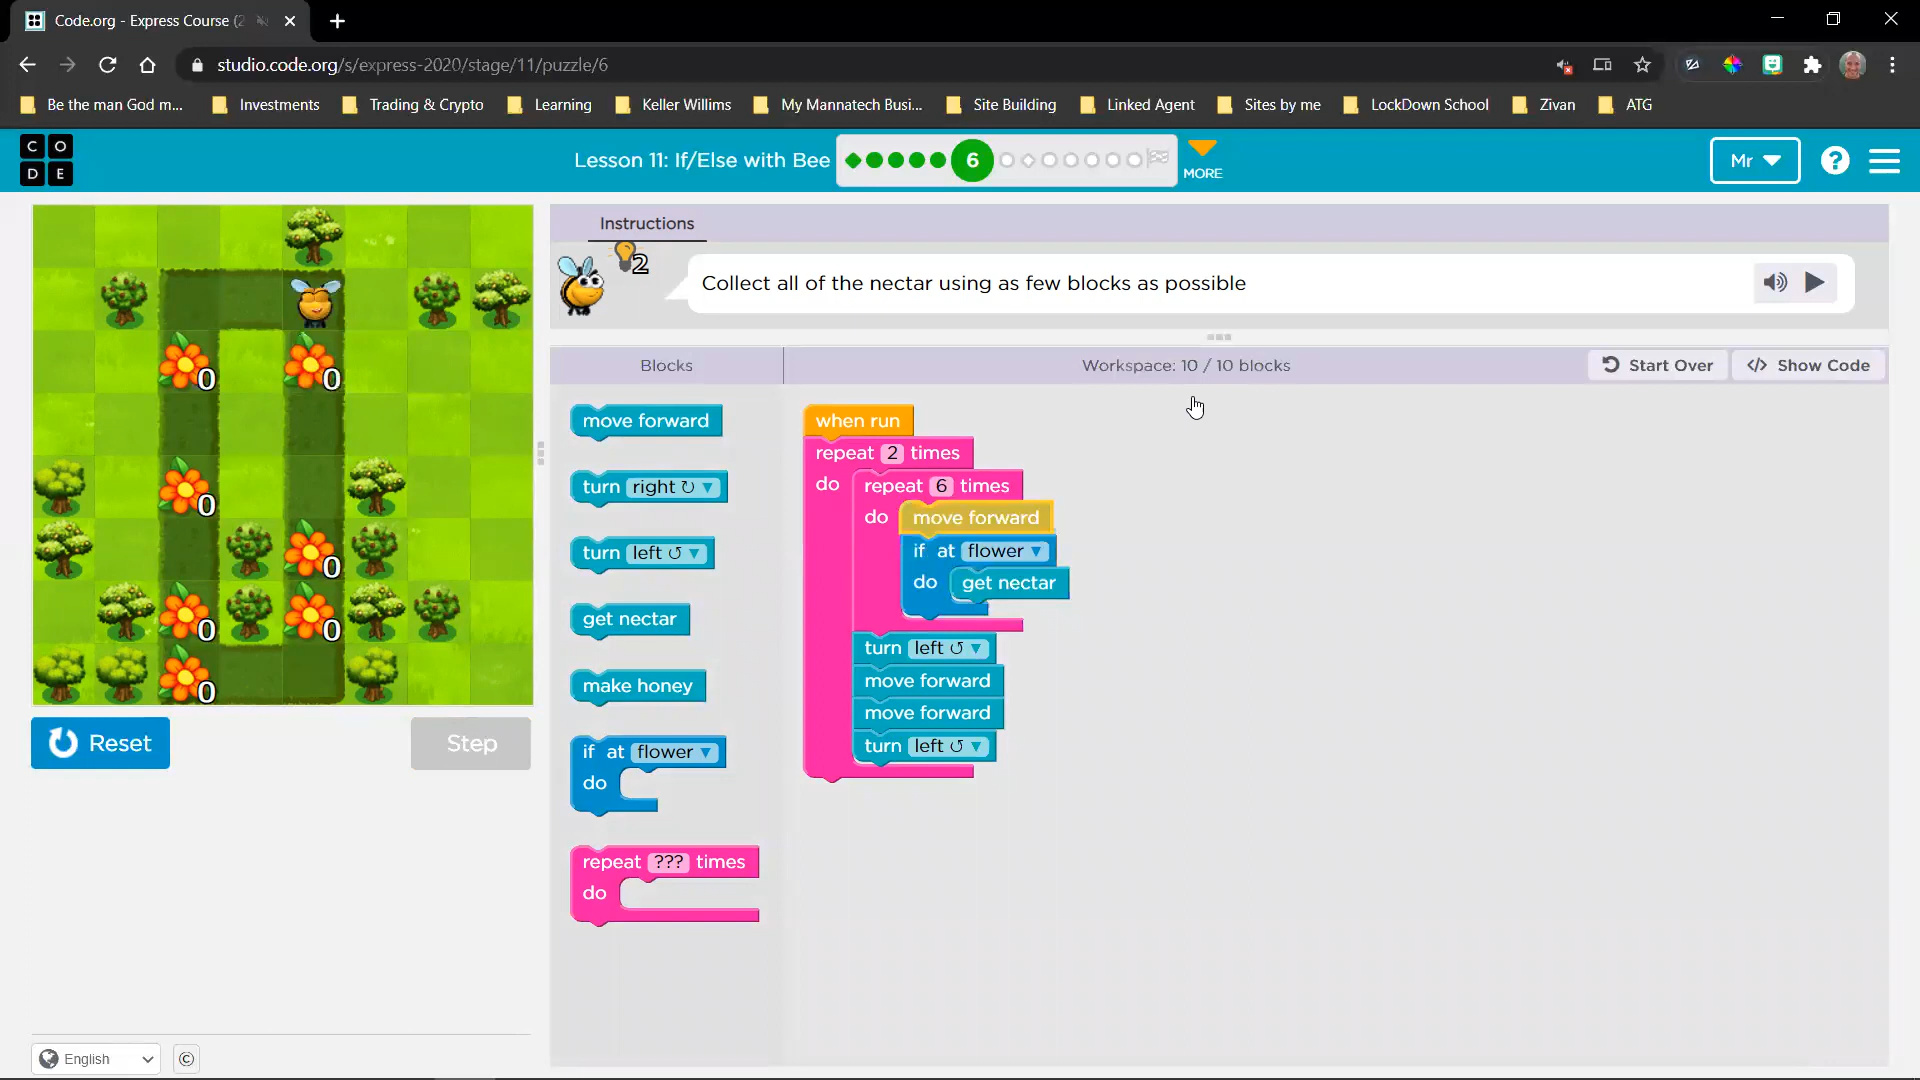 Code.org - Express Course (2
studio.code.org/s/express-2020/stage/11/puzzle/6
Be the man God m...
Investments
Trading & Crypto
Learning
Keller Willims
My Mannatech Busi...
Site Building
Linked Agent
Sites by me
LockDown School
Zivan
ATG
C O
D E
Lesson 11: If/Else with Bee
6
MORE
Mr
?
Instructions
2
Collect all of the nectar using as few blocks as possible
Blocks
Workspace: 10 / 10 blocks
Start Over
</> Show Code
0
0
0
0
0
0
0
Reset
Step
move forward
turn right ↻ ▼
turn left ↺ ▼
get nectar
make honey
if at flower ▼
do
repeat ??? times
do
when run
repeat 2 times
do
repeat 6 times
do
move forward
if at flower ▼
do
get nectar
turn left ↺ ▼
move forward
move forward
turn left ↺ ▼
English
©